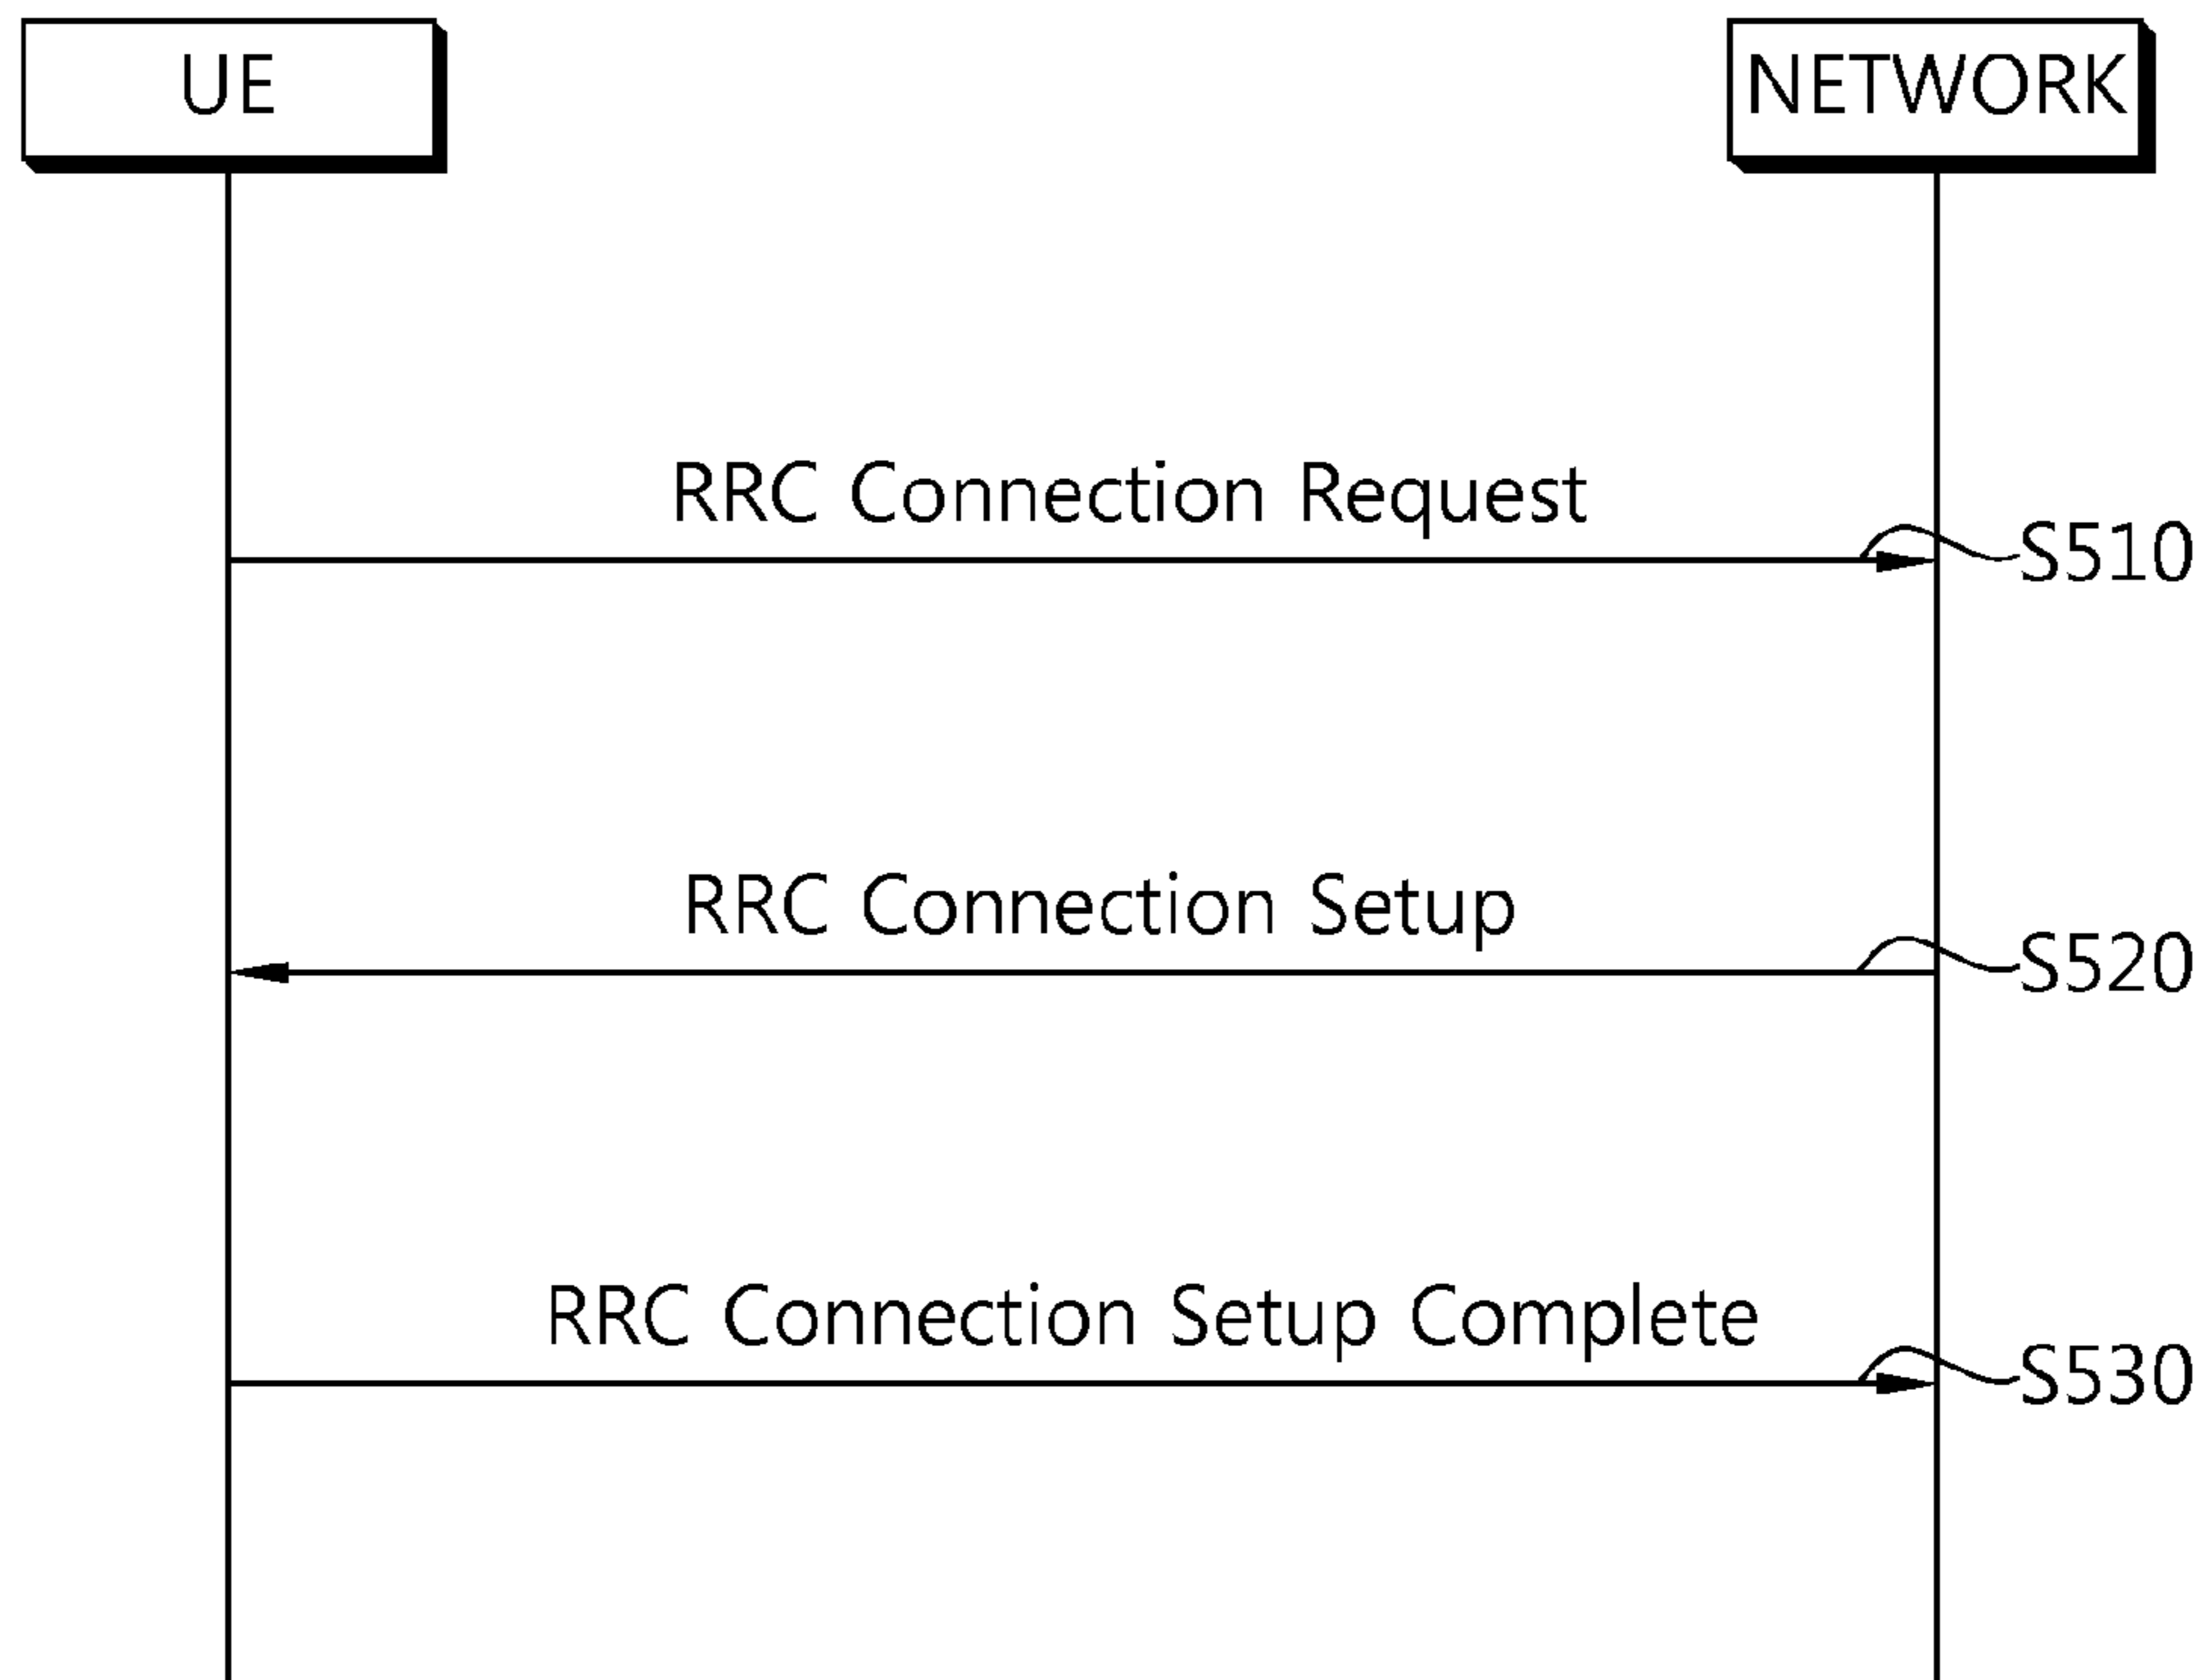 UE
NETWORK
RRC Connection Request
S510
RRC Connection Setup
S520
RRC Connection Setup Complete
S530